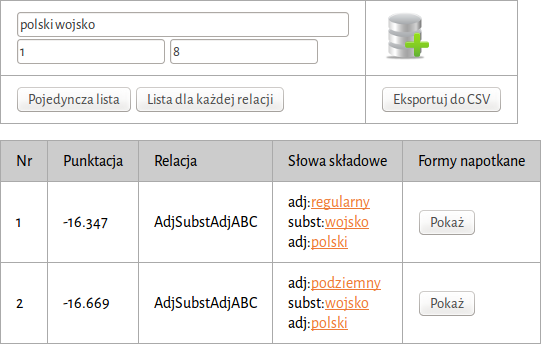 polski wojsko
1 8
Pojedyncza lista Lista dla każdej relacji Eksportuj do CSV
Nr Punktacja Relacja Słowa składowe Formy napotkane
adj:regularny
1 -16.347 AdjSubstAdjABC subst:wojsko Pokaż
adj:polski
adj:podziemny
2 -16.669 AdjSubstAdjABC subst:wojsko Pokaż
adj:polski